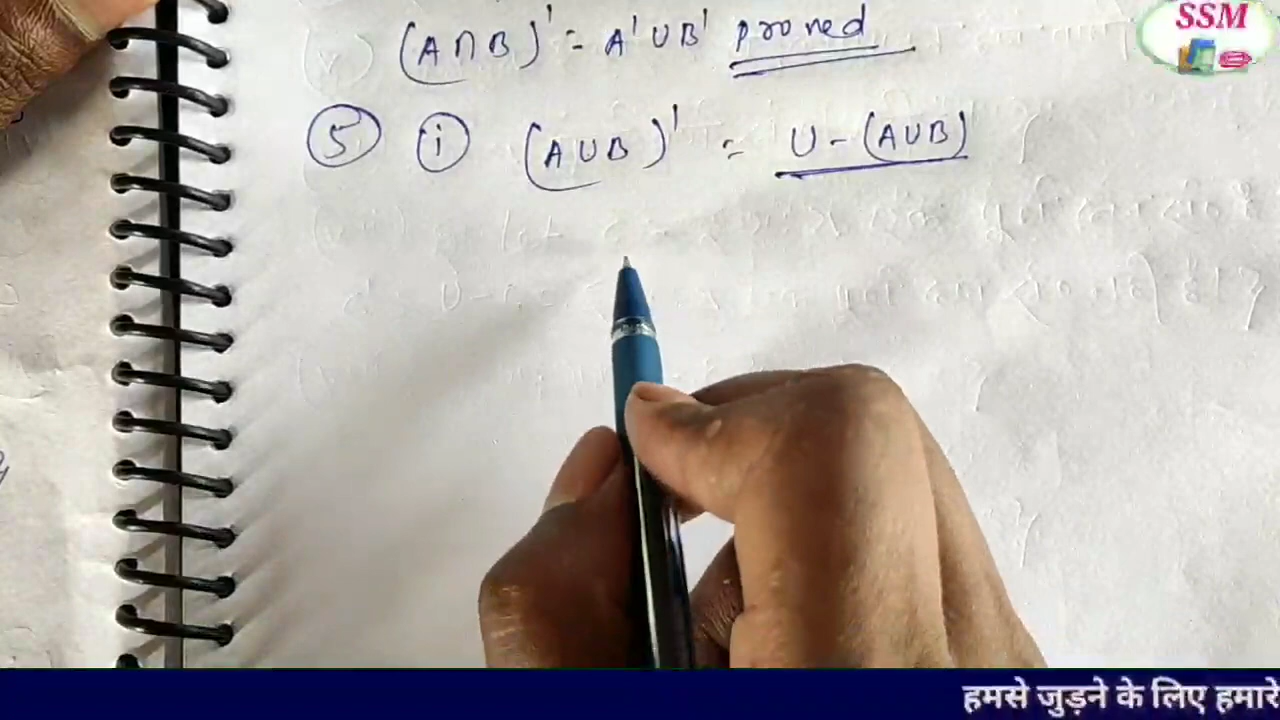 SSM
(A∩B)' = A'∪B' proved
5 i (A∪B)' = U-(A∪B)
हमसे जुड़ने के लिए हमारे